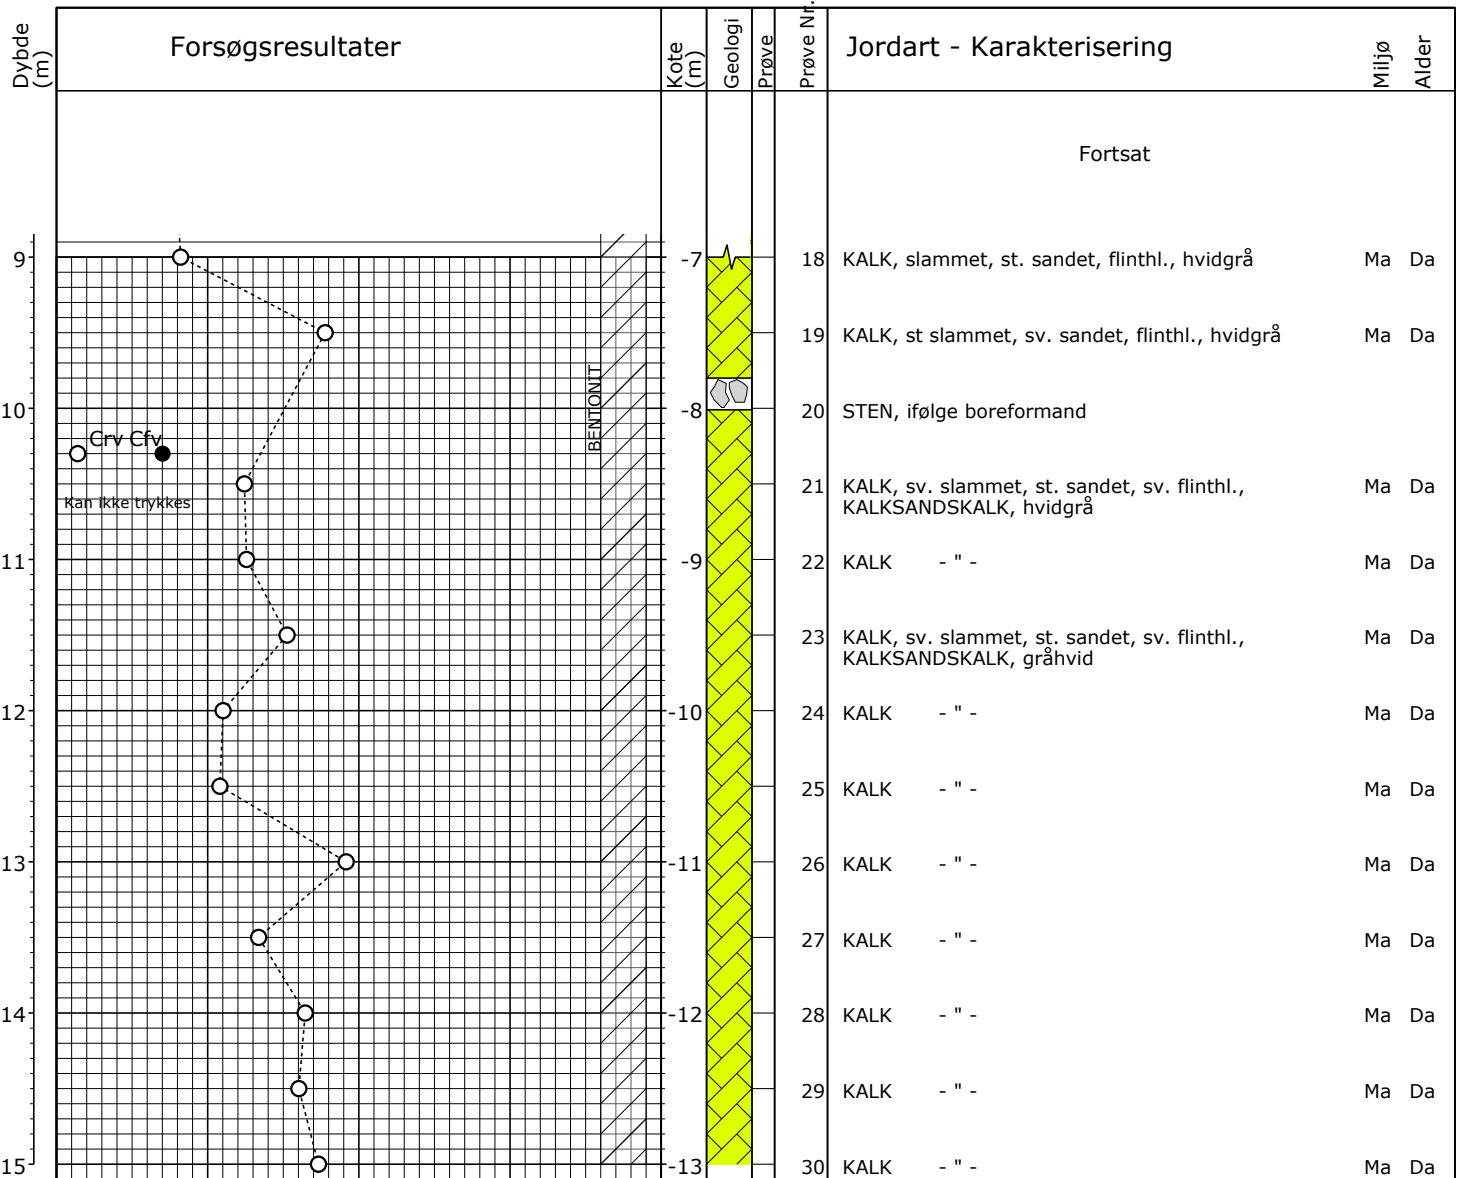 Dybde (m)
Forsøgsresultater
Kote (m)
Geologi
Prøve
Prøve Nr.
Jordart - Karakterisering
Miljø
Alder
Fortsat
9 -7 18 KALK, slammet, st. sandet, flinthl., hvidgrå Ma Da
19 KALK, st slammet, sv. sandet, flinthl., hvidgrå Ma Da
BENTONIT
10 -8 20 STEN, ifølge boreformand
Crv Cfv
Kan ikke trykkes
21 KALK, sv. slammet, st. sandet, sv. flinthl., Ma Da
KALKSANDSKALK, hvidgrå
11 -9 22 KALK - " - Ma Da
23 KALK, sv. slammet, st. sandet, sv. flinthl., Ma Da
KALKSANDSKALK, gråhvid
12 -10 24 KALK - " - Ma Da
25 KALK - " - Ma Da
13 -11 26 KALK - " - Ma Da
27 KALK - " - Ma Da
14 -12 28 KALK - " - Ma Da
29 KALK - " - Ma Da
15 -13 30 KALK - " - Ma Da